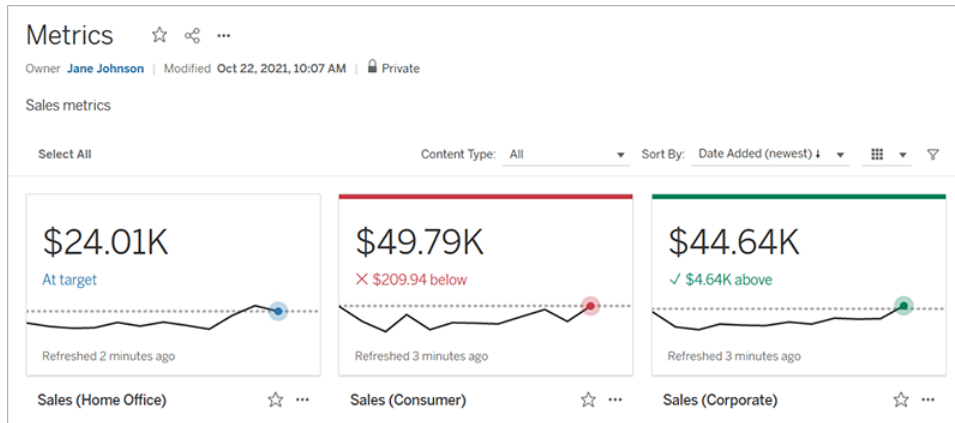 Metrics
Owner Jane Johnson | Modified Oct 22, 2021, 10:07 AM | Private
Sales metrics
Select All Content Type: All Sort By: Date Added (newest) ↓
$24.01K $49.79K $44.64K
At target × $209.94 below ✓ $4.64K above
Refreshed 2 minutes ago Refreshed 3 minutes ago Refreshed 3 minutes ago
Sales (Home Office) Sales (Consumer) Sales (Corporate)